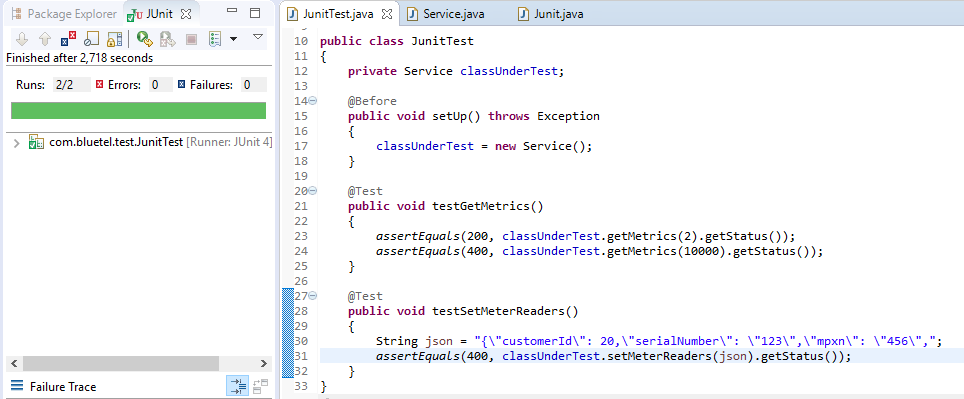 Package Explorer
JUnit
Finished after 2,718 seconds
Runs: 2/2 Errors: 0 Failures: 0
com.bluetel.test.JunitTest [Runner: JUnit 4]
Failure Trace
JunitTest.java Service.java Junit.java
10 public class JunitTest
11 {
12 private Service classUnderTest;
13
14 @Before
15 public void setUp() throws Exception
16 {
17 classUnderTest = new Service();
18 }
19
20 @Test
21 public void testGetMetrics()
22 {
23 assertEquals(200, classUnderTest.getMetrics(2).getStatus());
24 assertEquals(400, classUnderTest.getMetrics(10000).getStatus());
25 }
26
27 @Test
28 public void testSetMeterReaders()
29 {
30 String json = "{\"customerId\": 20,\"serialNumber\": \"123\",\"mpxn\": \"456\",";
31 assertEquals(400, classUnderTest.setMeterReaders(json).getStatus());
32 }
33 }